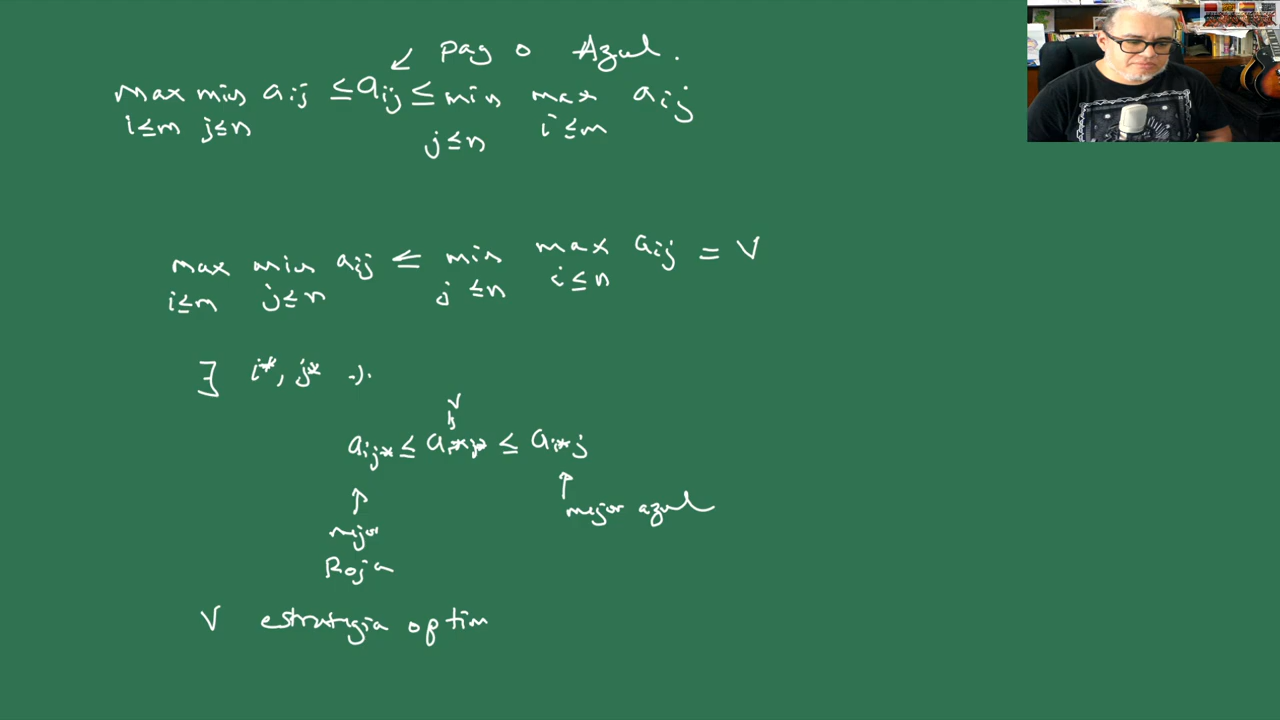 ↙ pago Azul.
max min aij ≤ aij ≤ min max aij
i≤m j≤n j≤n i≤m
max min aij ≤ min max aij = V
i≤m j≤n j≤n i≤n
∃ i*, j* ·).
V
aij* ≤ ai*j* ≤ ai*j
↑ ↑
mejor azul
mejor
Roja
V estrategia optim